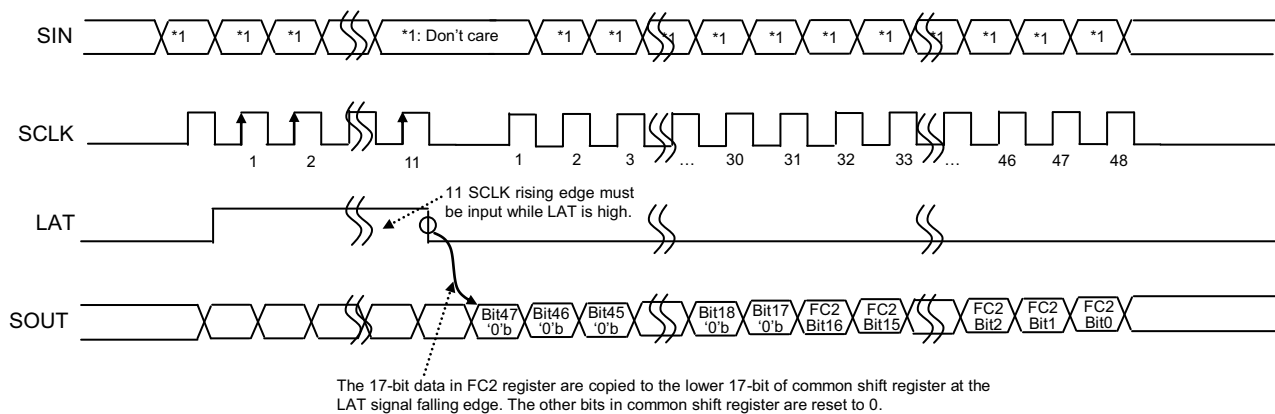 SIN *1 *1 *1 *1: Don't care *1 *1 *1 *1 *1 *1 *1 *1 *1 *1 *1
SCLK
1 2 11 1 2 3 ... 30 31 32 33 ... 46 47 48
11 SCLK rising edge must
be input while LAT is high.
LAT
SOUT
Bit47 Bit46 Bit45 Bit18 Bit17 FC2 FC2 FC2 FC2 FC2
'0'b '0'b '0'b '0'b '0'b Bit16 Bit15 Bit2 Bit1 Bit0
The 17-bit data in FC2 register are copied to the lower 17-bit of common shift register at the
LAT signal falling edge. The other bits in common shift register are reset to 0.